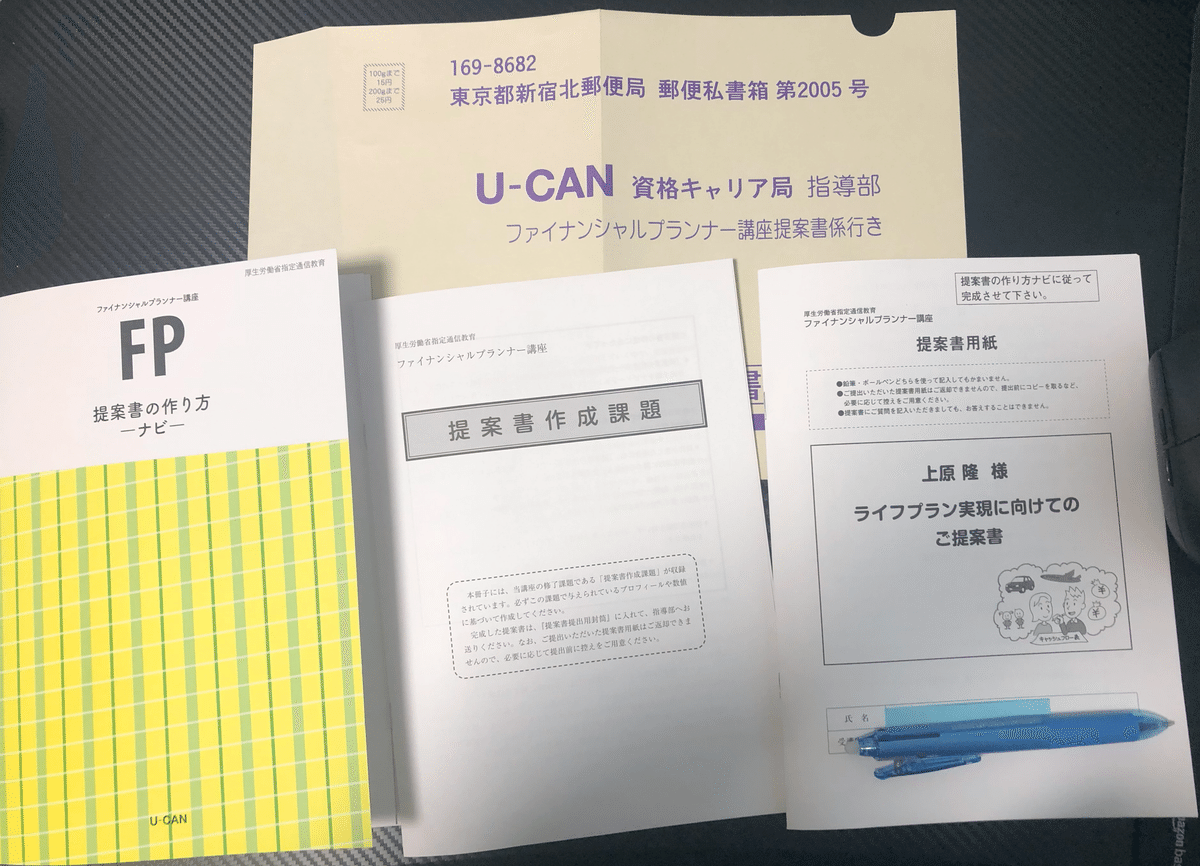 100gまで
15円
200gまで
25円
169-8682
東京都新宿北郵便局 郵便私書箱 第2005 号
U-CAN 資格キャリア局 指導部
ファイナンシャルプランナー講座提案書係行き
書
厚生労働省指定通信教育
ファイナンシャルプランナー講座
FP
提案書の作り方
―ナビ―
U-CAN
厚生労働省指定通信教育
ファイナンシャルプランナー講座
提案書作成課題
本冊子には、当講座の修了課題である「提案書作成課題」が収録
されています。必ずこの課題で与えられているプロフィールや数値
に基づいて作成してください。
完成した提案書は、『提案書提出用封筒』に入れて、指導部へお
送りください。なお、ご提出いただいた提案書用紙はご返却できま
せんので、必要に応じて提出前に控えをご用意ください。
提案書の作り方ナビに従って
完成させて下さい。
厚生労働省指定通信教育
ファイナンシャルプランナー講座
提案書用紙
●鉛筆・ボールペンどちらを使って記入してもかまいません。
●ご提出いただいた提案書用紙はご返却できませんので、提出前にコピーを取るなど、
必要に応じて控えをご用意ください。
●提案書にご質問を記入いただきましても、お答えすることはできません。
上原 隆 様
ライフプラン実現に向けての
ご提案書
¥
¥
キャッシュフロー表
氏 名
受講